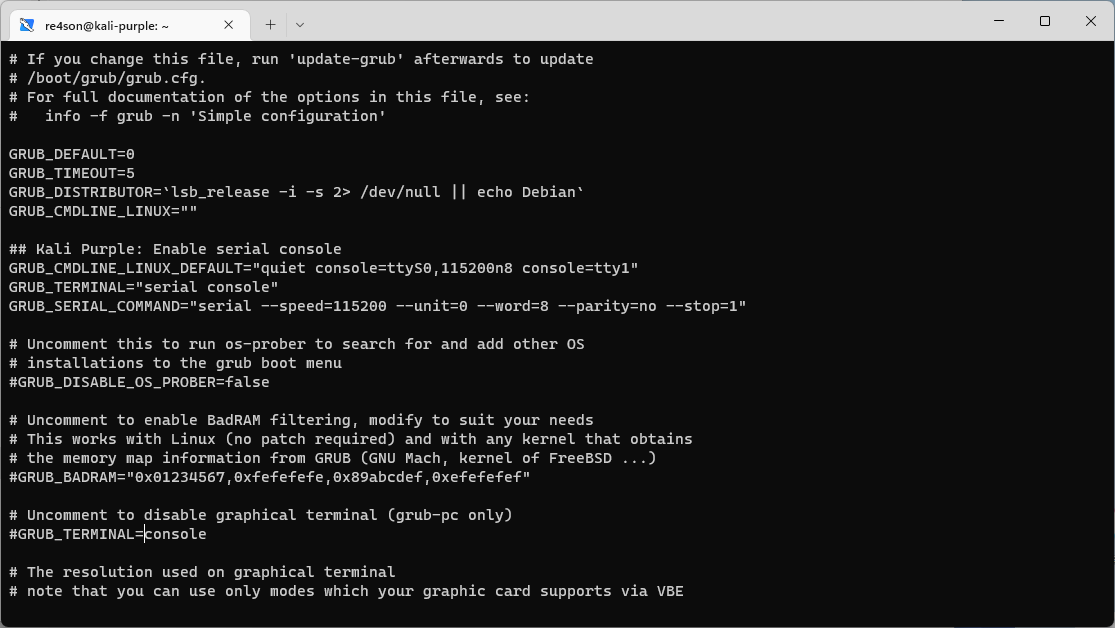 re4son@kali-purple: ~
# If you change this file, run 'update-grub' afterwards to update
# /boot/grub/grub.cfg.
# For full documentation of the options in this file, see:
#   info -f grub -n 'Simple configuration'

GRUB_DEFAULT=0
GRUB_TIMEOUT=5
GRUB_DISTRIBUTOR=`lsb_release -i -s 2> /dev/null || echo Debian`
GRUB_CMDLINE_LINUX=""

## Kali Purple: Enable serial console
GRUB_CMDLINE_LINUX_DEFAULT="quiet console=ttyS0,115200n8 console=tty1"
GRUB_TERMINAL="serial console"
GRUB_SERIAL_COMMAND="serial --speed=115200 --unit=0 --word=8 --parity=no --stop=1"

# Uncomment this to run os-prober to search for and add other OS
# installations to the grub boot menu
#GRUB_DISABLE_OS_PROBER=false

# Uncomment to enable BadRAM filtering, modify to suit your needs
# This works with Linux (no patch required) and with any kernel that obtains
# the memory map information from GRUB (GNU Mach, kernel of FreeBSD ...)
#GRUB_BADRAM="0x01234567,0xfefefefe,0x89abcdef,0xefefefef"

# Uncomment to disable graphical terminal (grub-pc only)
#GRUB_TERMINAL=console

# The resolution used on graphical terminal
# note that you can use only modes which your graphic card supports via VBE